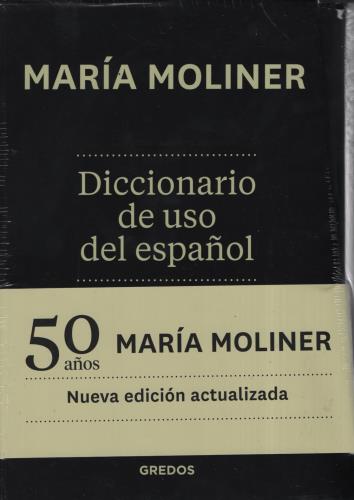 MARÍA MOLINER
Diccionario
de uso
del español
50
años
MARÍA MOLINER
Nueva edición actualizada
GREDOS